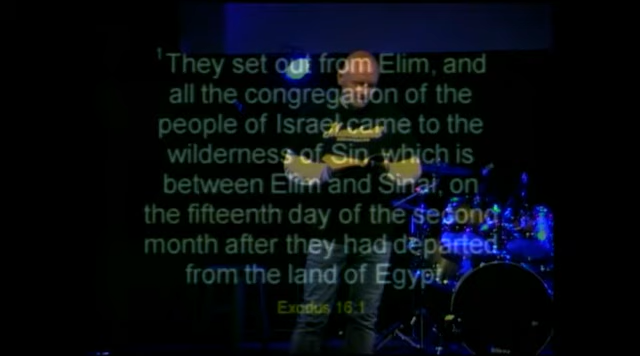 1 They set out from Elim, and
all the congregation of the
people of Israel came to the
wilderness of Sin, which is
between Elim and Sinai, on
the fifteenth day of the second
month after they had departed
from the land of Egypt.
Exodus 16:1